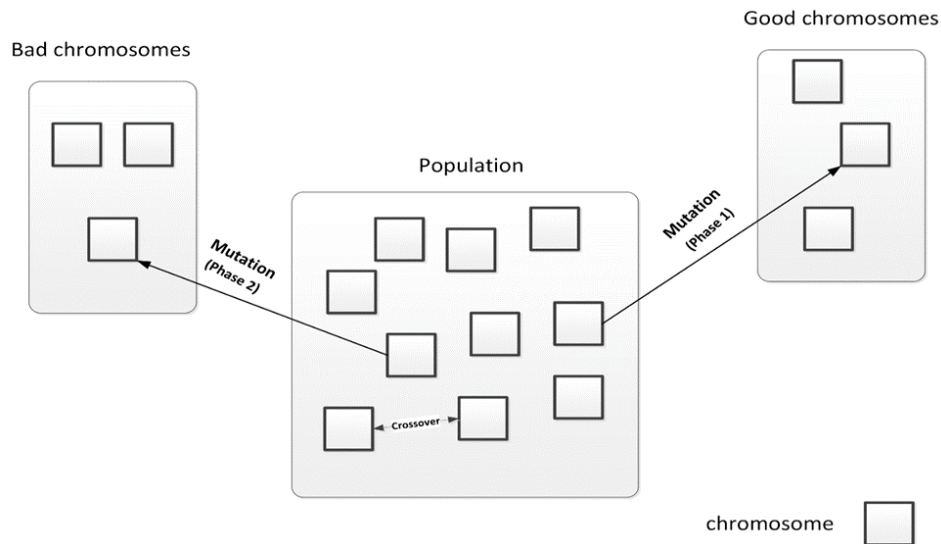 Good chromosomes
Bad chromosomes
Population
Mutation
(Phase 1)
Mutation
(Phase 2)
Crossover
chromosome